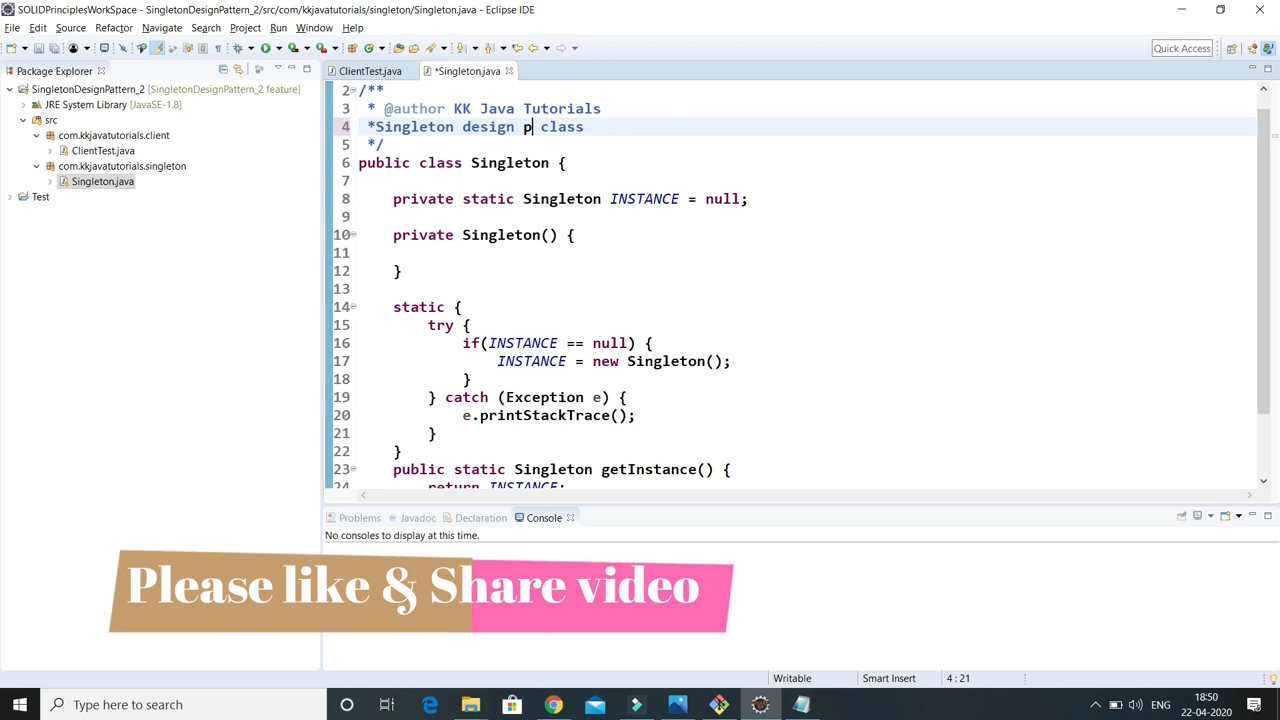 SOLIDPrinciplesWorkSpace - SingletonDesignPattern_2/src/com/kkjavatutorials/singleton/Singleton.java - Eclipse IDE
File Edit Source Refactor Navigate Search Project Run Window Help
Quick Access
Package Explorer
SingletonDesignPattern_2 [SingletonDesignPattern_2 feature]
JRE System Library [JavaSE-1.8]
src
com.kkjavatutorials.client
ClientTest.java
com.kkjavatutorials.singleton
Singleton.java
Test
ClientTest.java *Singleton.java
2 /**
3 * @author KK Java Tutorials
4 *Singleton design p class
5 */
6 public class Singleton {
7
8 private static Singleton INSTANCE = null;
9
10 private Singleton() {
11
12 }
13
14 static {
15 try {
16 if(INSTANCE == null) {
17 INSTANCE = new Singleton();
18 }
19 } catch (Exception e) {
20 e.printStackTrace();
21 }
22 }
23 public static Singleton getInstance() {
24 return INSTANCE;
Problems Javadoc Declaration Console
No consoles to display at this time.
Please like & Share video
Writable Smart Insert 4 : 21
Type here to search
ENG
18:50
22-04-2020